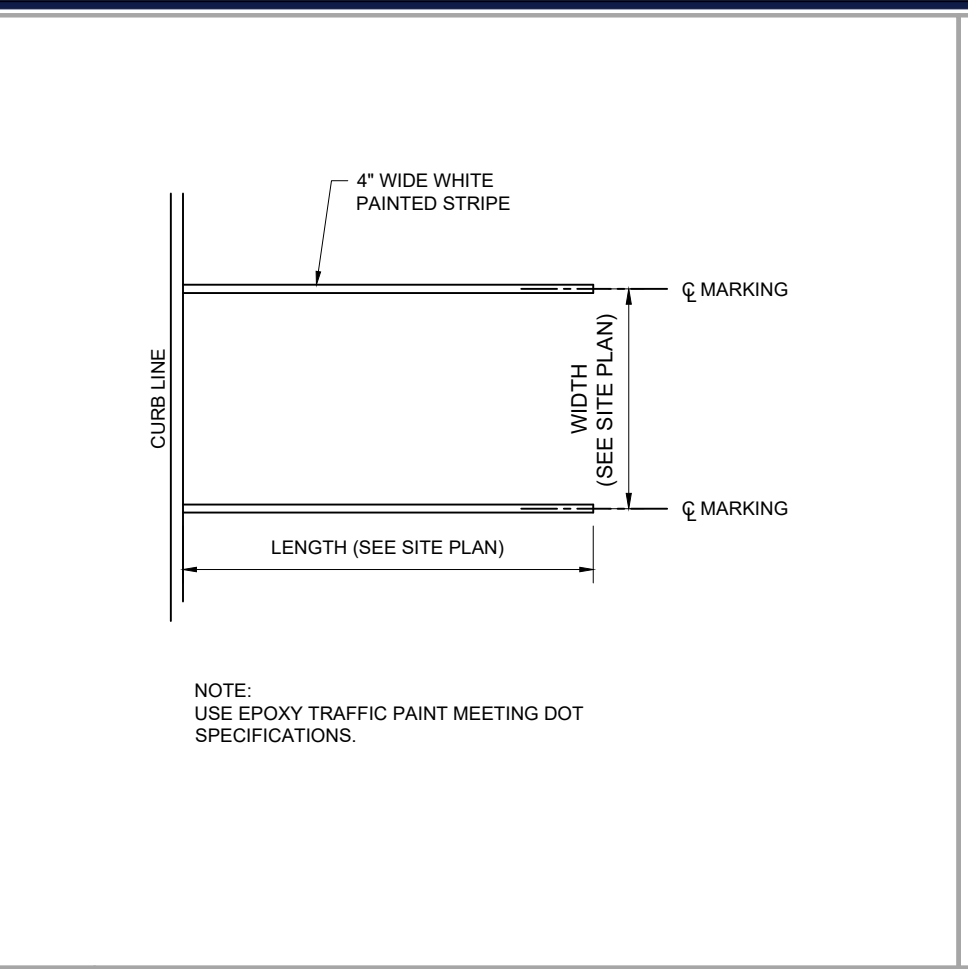 4" WIDE WHITE
PAINTED STRIPE
℄ MARKING
CURB LINE
WIDTH
(SEE SITE PLAN)
℄ MARKING
LENGTH (SEE SITE PLAN)
NOTE:
USE EPOXY TRAFFIC PAINT MEETING DOT
SPECIFICATIONS.